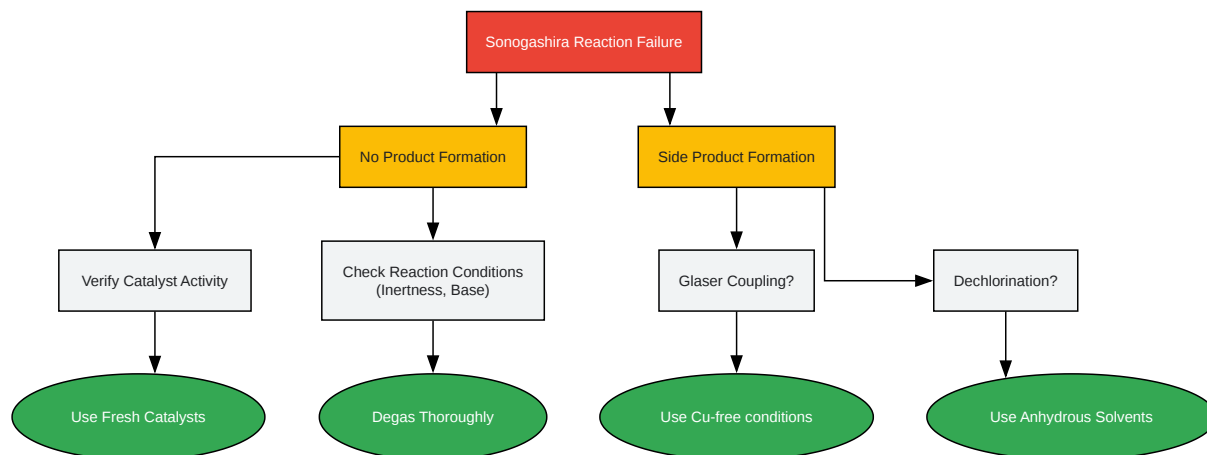 Sonogashira Reaction Failure
No Product Formation
Side Product Formation
Verify Catalyst Activity
Check Reaction Conditions
(Inertness, Base)
Glaser Coupling?
Dechlorination?
Use Fresh Catalysts
Degas Thoroughly
Use Cu-free conditions
Use Anhydrous Solvents